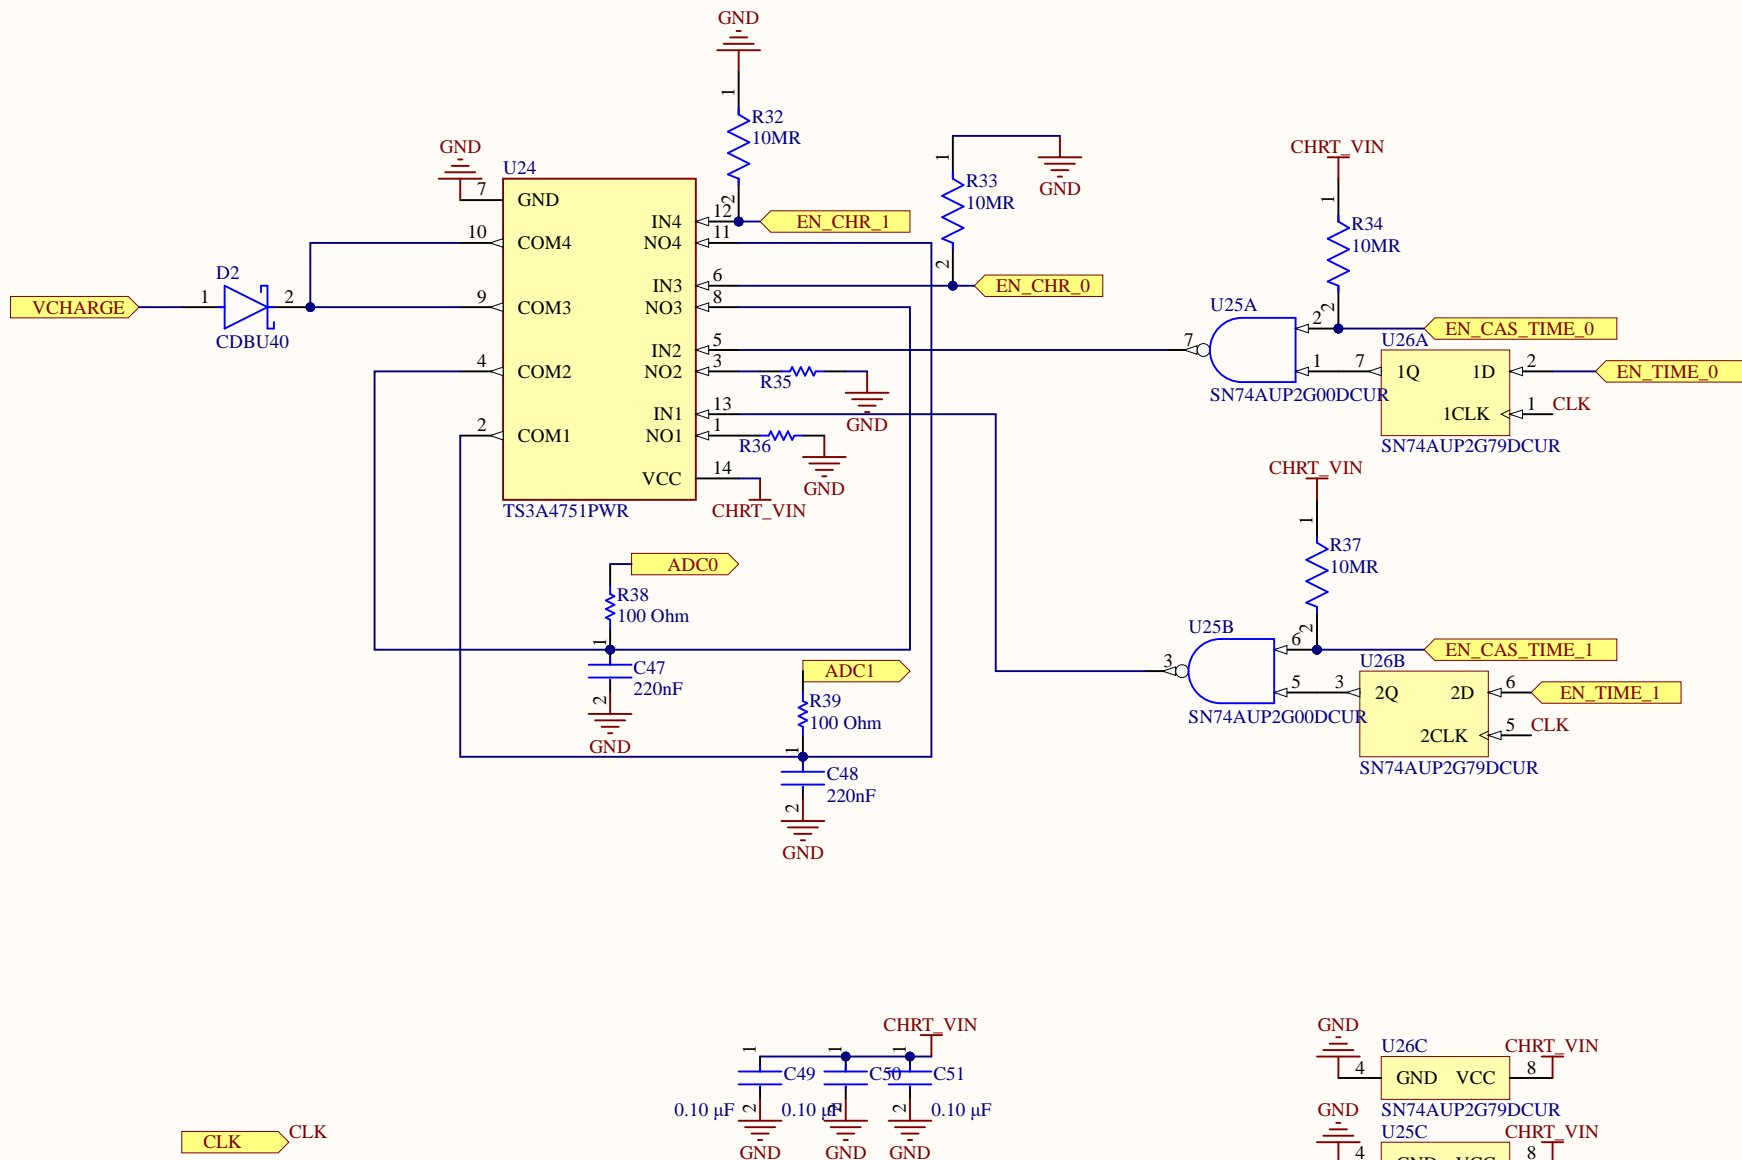 GND
1
R32
10MR
2
GND
7
U24
GND
10
COM4
9
COM3
4
COM2
2
COM1
IN4
12
NO4
11
IN3
6
NO3
8
IN2
5
NO2
3
IN1
13
NO1
1
VCC
14
TS3A4751PWR
CHRT_VIN
EN_CHR_1
1
R33
10MR
2
GND
EN_CHR_0
VCHARGE
1
D2
2
CDBU40
R35
GND
R36
GND
CHRT_VIN
1
R34
10MR
2
U25A
7
2
1
SN74AUP2G00DCUR
EN_CAS_TIME_0
U26A
7
1Q
1D
2
EN_TIME_0
1CLK
1
CLK
SN74AUP2G79DCUR
CHRT_VIN
1
R37
10MR
2
U25B
3
6
5
SN74AUP2G00DCUR
EN_CAS_TIME_1
U26B
3
2Q
2D
6
EN_TIME_1
2CLK
5
CLK
SN74AUP2G79DCUR
ADC0
R38
100 Ohm
1
C47
220nF
2
GND
ADC1
R39
100 Ohm
1
C48
220nF
2
GND
CHRT_VIN
1
C49
0.10 µF
2
GND
1
C50
0.10 µF
2
GND
1
C51
0.10 µF
2
GND
CLK
CLK
GND
4
U26C
GND
VCC
CHRT_VIN
8
SN74AUP2G79DCUR
GND
4
U25C
GND
VCC
CHRT_VIN
8